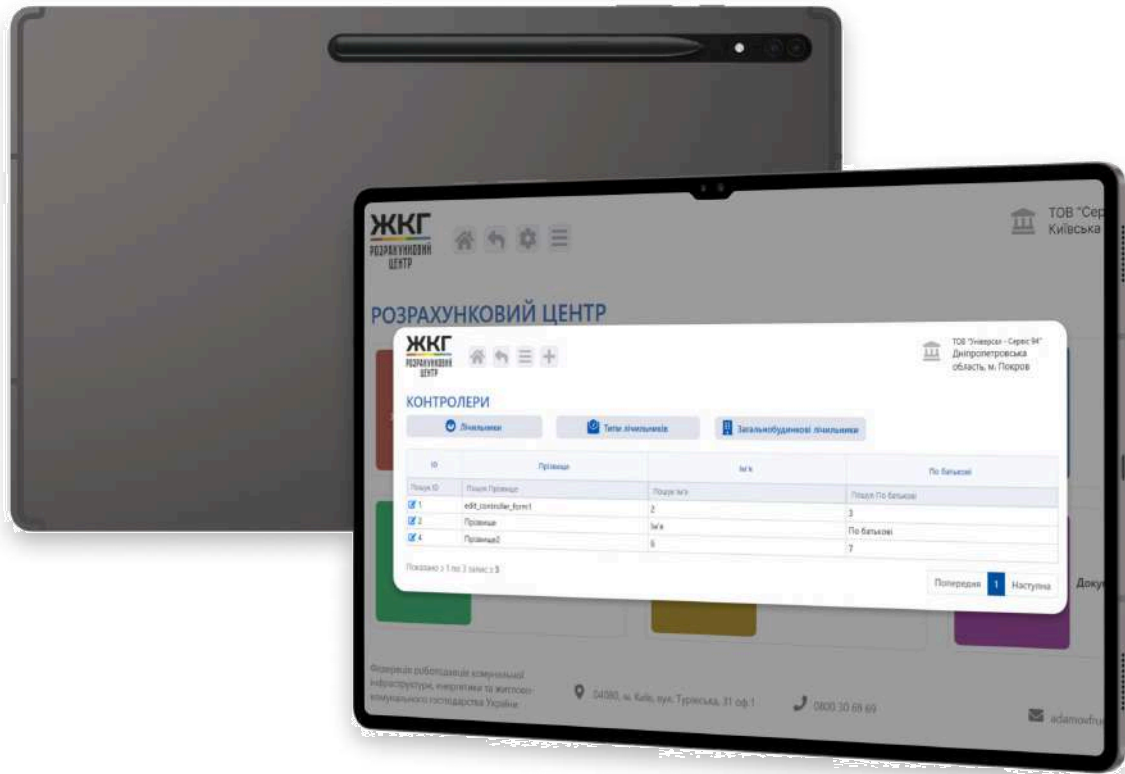 ЖКГ
РОЗРАХУНКОВИЙ
ЦЕНТР
ТОВ "Сер
Київська
РОЗРАХУНКОВИЙ ЦЕНТР
ЖКГ
РОЗРАХУНКОВИЙ
ЦЕНТР
ТОВ "Універсал - Сервіс 94"
Дніпропетровська
область, м. Покров
КОНТРОЛЕРИ
Лічильники
Типи лічильників
Загальнобудинкові лічильники
ID Прізвище Ім'я По батькові
Пошук ID Пошук Прізвище Пошук Ім'я Пошук По батькові
1 edit_controller_form1 2 3
2 Прізвище Ім'я По батькові
4 Прізвище2 6 7
Показано з 1 по 3 запис з 3
Попередня 1 Наступна
Доку
Федерація роботодавців комунальної
інфраструктури, енергетики та житлово-
комунального господарства України
04080, м. Київ, вул. Турівська, 31 оф.1
0800 30 68 69
adamovfru